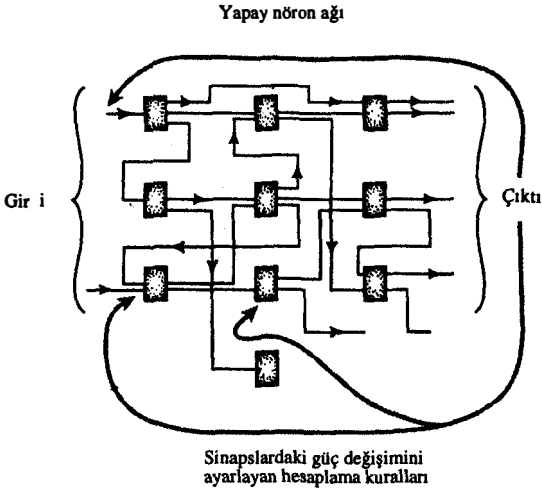 Yapay nöron ağı
Gir i
Çıktı
Sinapslardaki güç değişimini
ayarlayan hesaplama kuralları